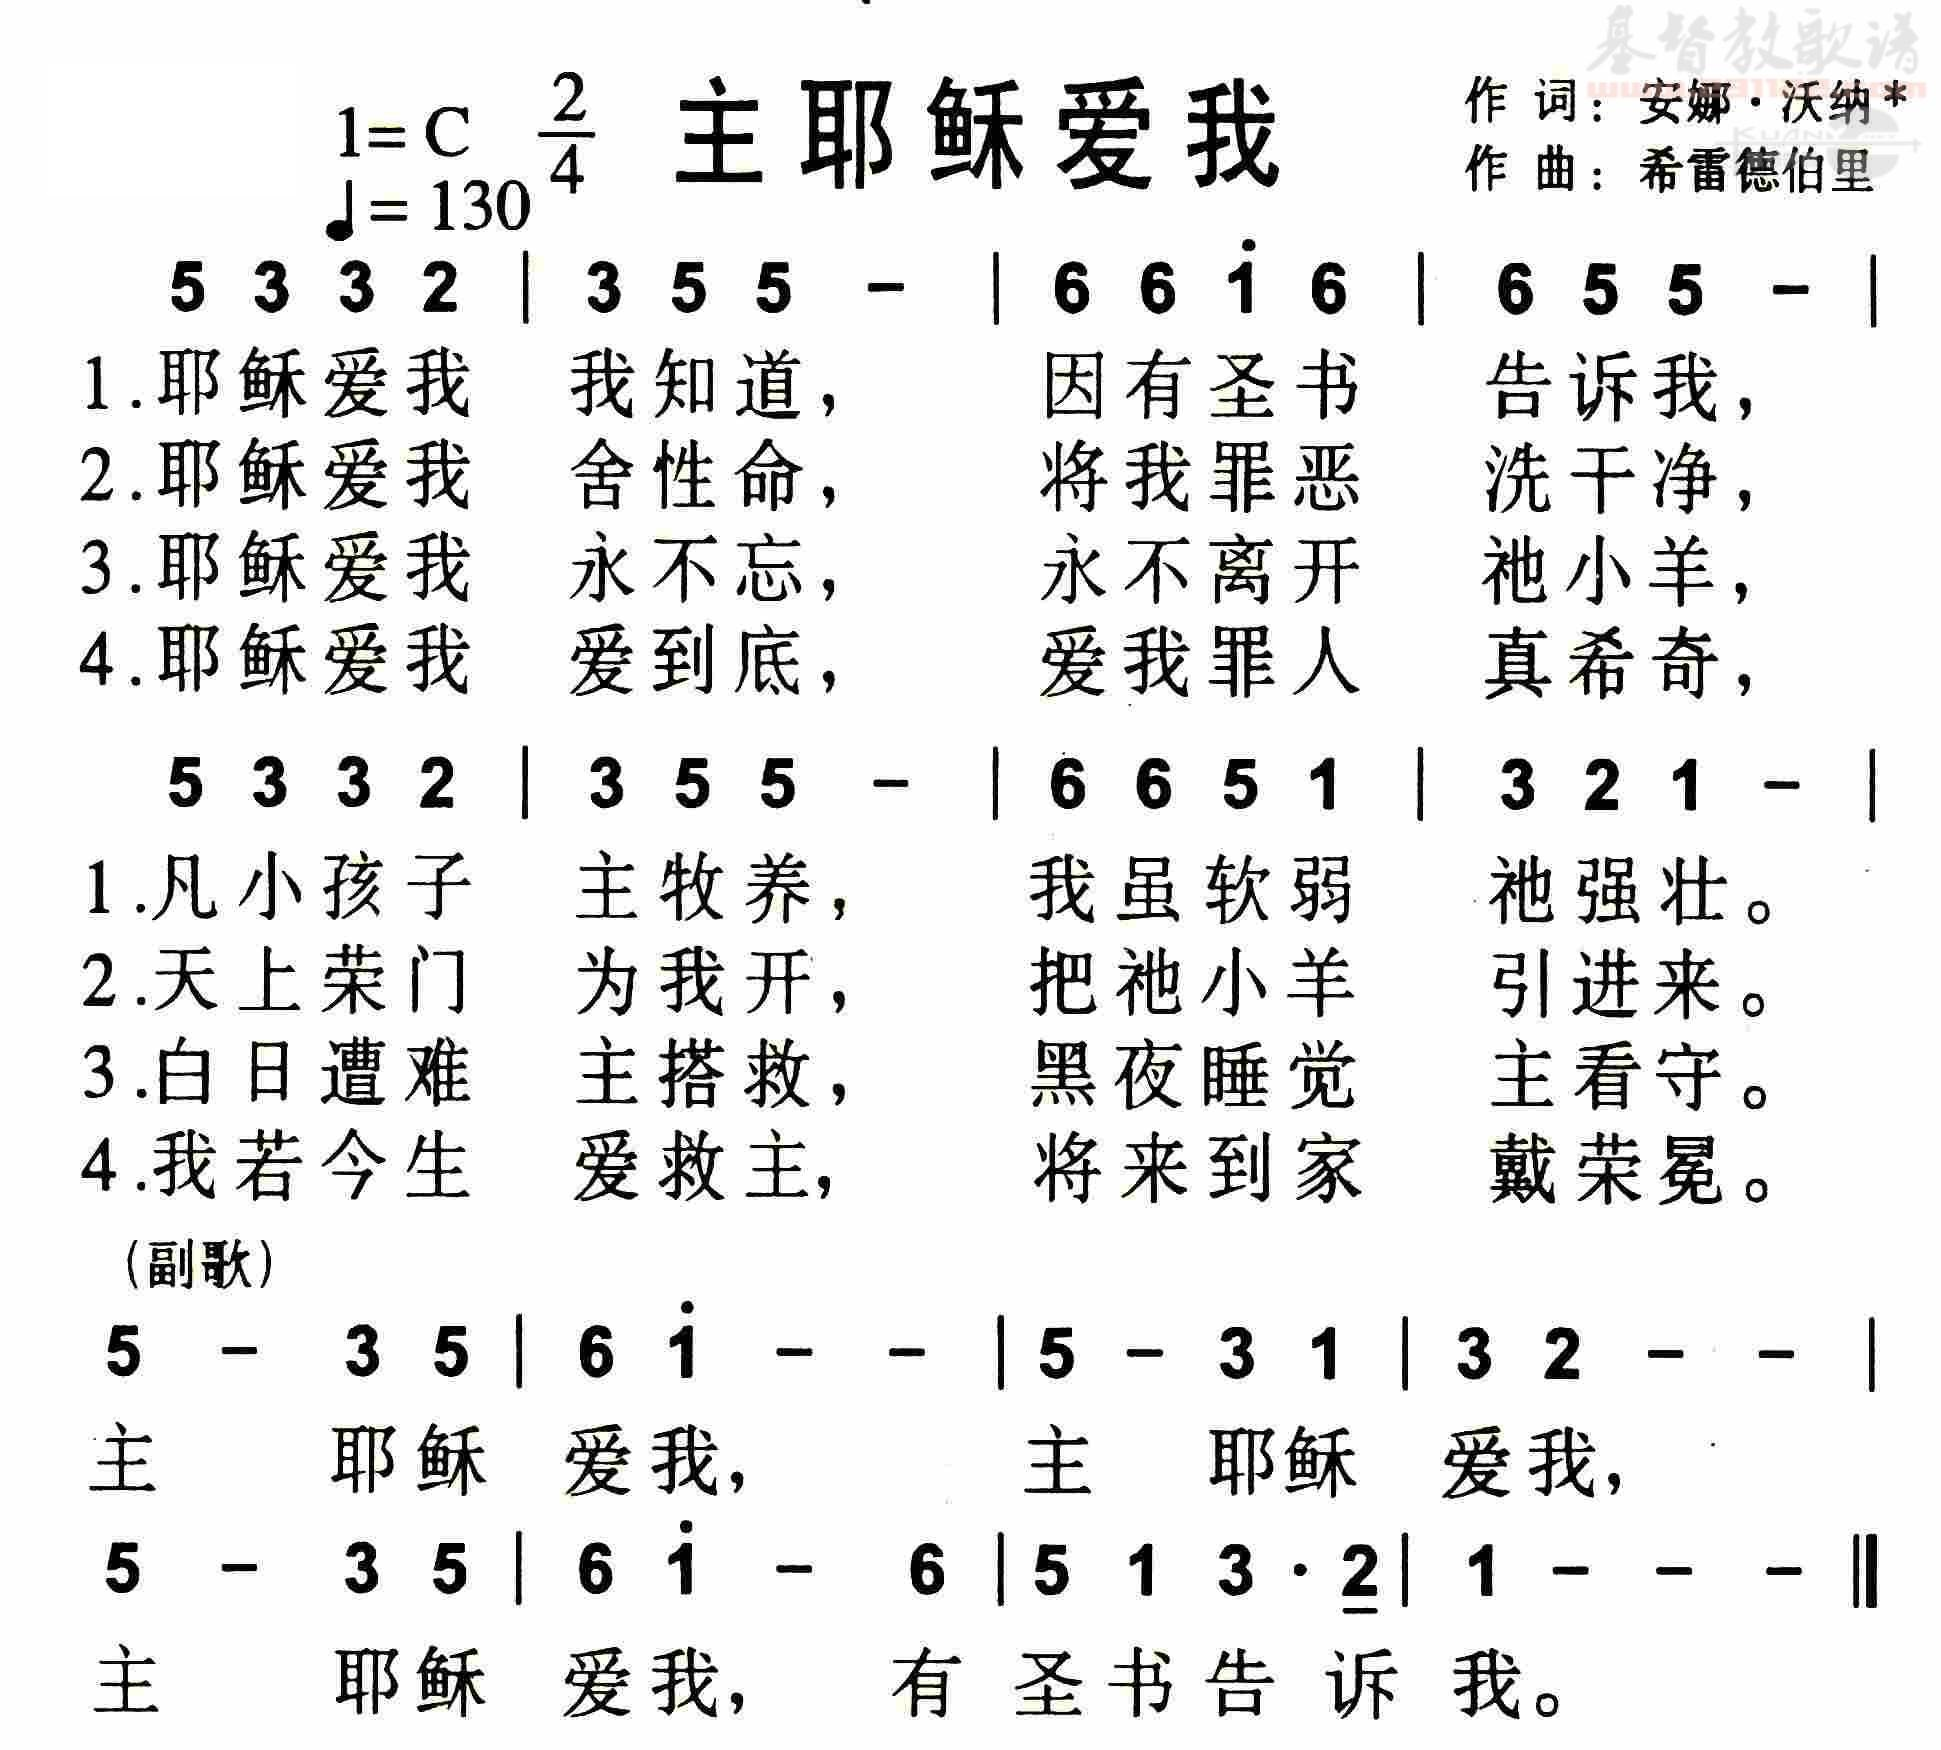 基督教歌谱
1=C 2/4 主耶稣爱我 作 词：安娜·沃纳*
♩=130 作 曲：希雷德伯里
5 3 3 2 | 3 5 5 – | 6 6 i 6 | 6 5 5 – |
1.耶稣爱我 我知道， 因有圣书 告诉我，
2.耶稣爱我 舍性命， 将我罪恶 洗干净，
3.耶稣爱我 永不忘， 永不离开 祂小羊，
4.耶稣爱我 爱到底， 爱我罪人 真希奇，
5 3 3 2 | 3 5 5 – | 6 6 5 1 | 3 2 1 – |
1.凡小孩子 主牧养， 我虽软弱 祂强壮。
2.天上荣门 为我开， 把祂小羊 引进来。
3.白日遭难 主搭救， 黑夜睡觉 主看守。
4.我若今生 爱救主， 将来到家 戴荣冕。
(副歌)
5 – 3 5 | 6 i – – | 5 – 3 1 | 3 2 – – |
主 耶稣 爱我， 主 耶稣 爱我，
5 – 3 5 | 6 i – 6 | 5 1 3 · 2 | 1 – – – ‖
主 耶稣 爱我， 有 圣书告诉 我。